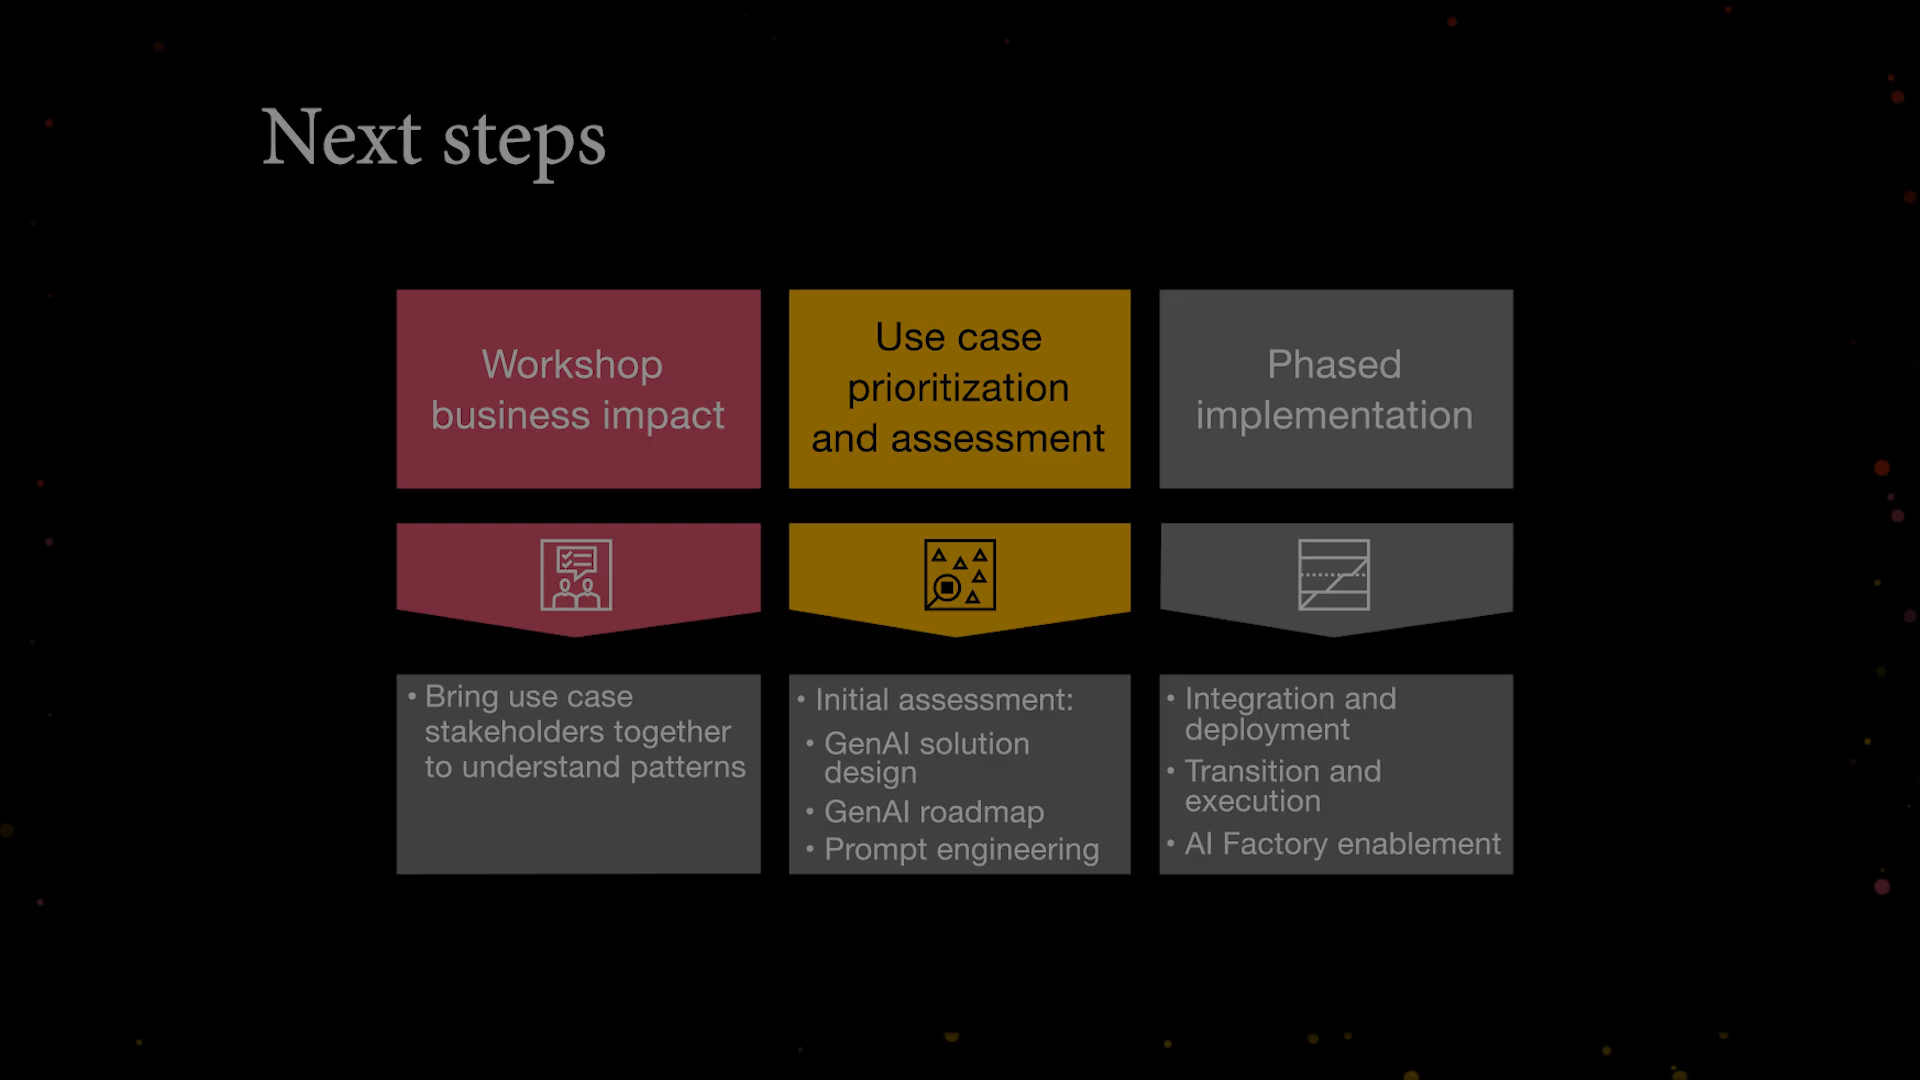 Next steps
Workshop
business impact
Use case
prioritization
and assessment
Phased
implementation
• Bring use case
stakeholders together
to understand patterns
• Initial assessment:
• GenAI solution
design
• GenAI roadmap
• Prompt engineering
• Integration and
deployment
• Transition and
execution
• AI Factory enablement